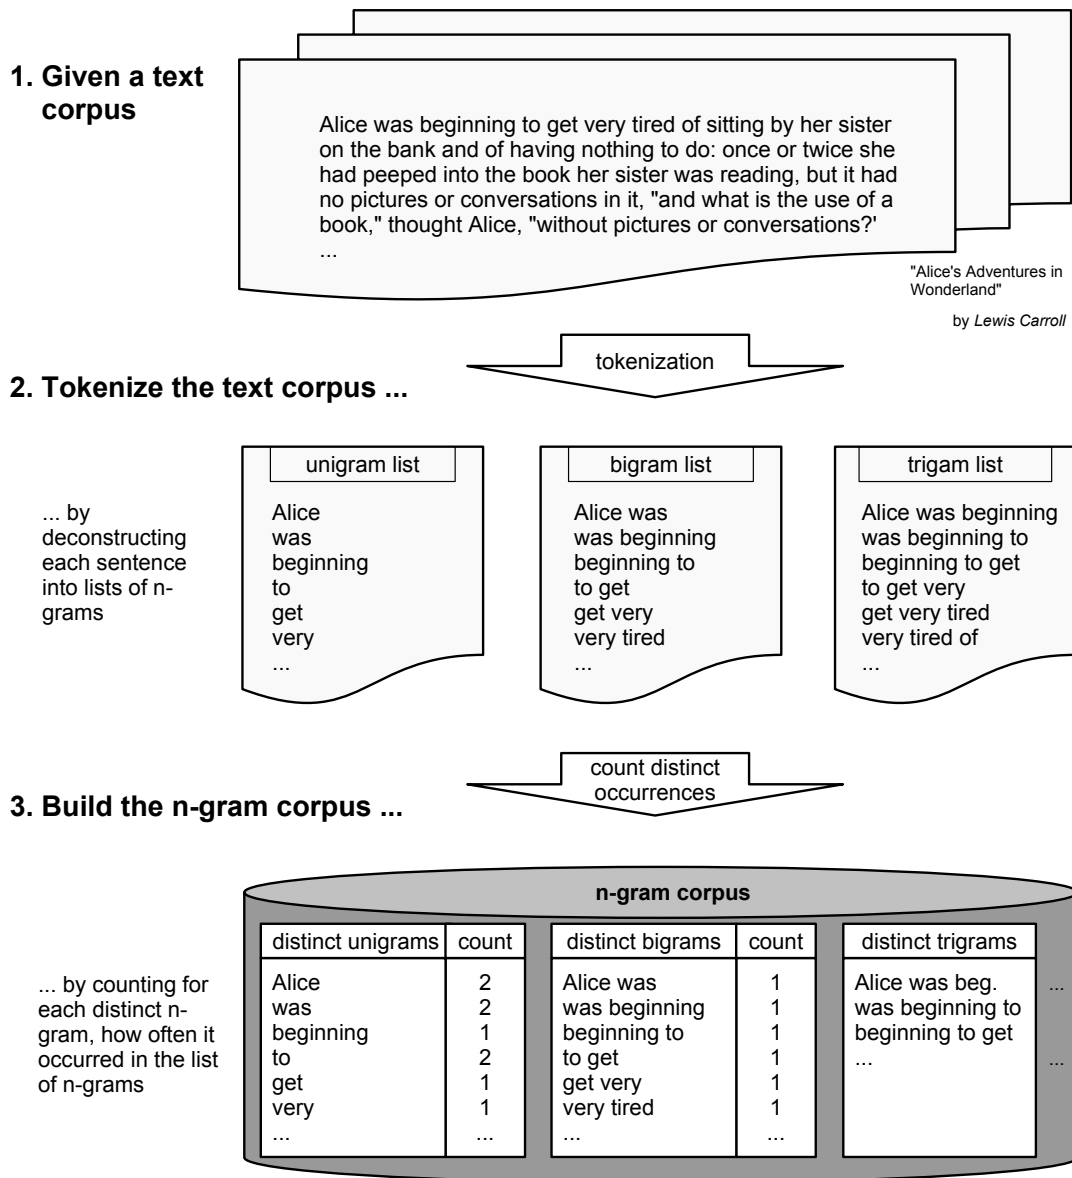 1. Given a text
corpus
Alice was beginning to get very tired of sitting by her sister
on the bank and of having nothing to do: once or twice she
had peeped into the book her sister was reading, but it had
no pictures or conversations in it, "and what is the use of a
book," thought Alice, "without pictures or conversations?'
...
"Alice's Adventures in
Wonderland"
by Lewis Carroll
tokenization
2. Tokenize the text corpus ...
... by
deconstructing
each sentence
into lists of n-
grams
unigram list
Alice
was
beginning
to
get
very
...
bigram list
Alice was
was beginning
beginning to
to get
get very
very tired
...
trigam list
Alice was beginning
was beginning to
beginning to get
to get very
get very tired
very tired of
...
count distinct
occurrences
3. Build the n-gram corpus ...
... by counting for
each distinct n-
gram, how often it
occurred in the list
of n-grams
n-gram corpus
distinct unigrams count
Alice 2
was 2
beginning 1
to 2
get 1
very 1
... ...
distinct bigrams count
Alice was 1
was beginning 1
beginning to 1
to get 1
get very 1
very tired 1
... ...
distinct trigrams
Alice was beg. ...
was beginning to
beginning to get
... ...